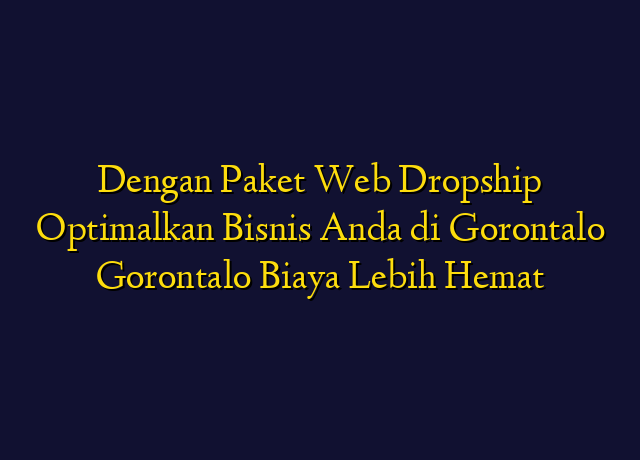 Dengan Paket Web Dropship
Optimalkan Bisnis Anda di Gorontalo
Gorontalo Biaya Lebih Hemat